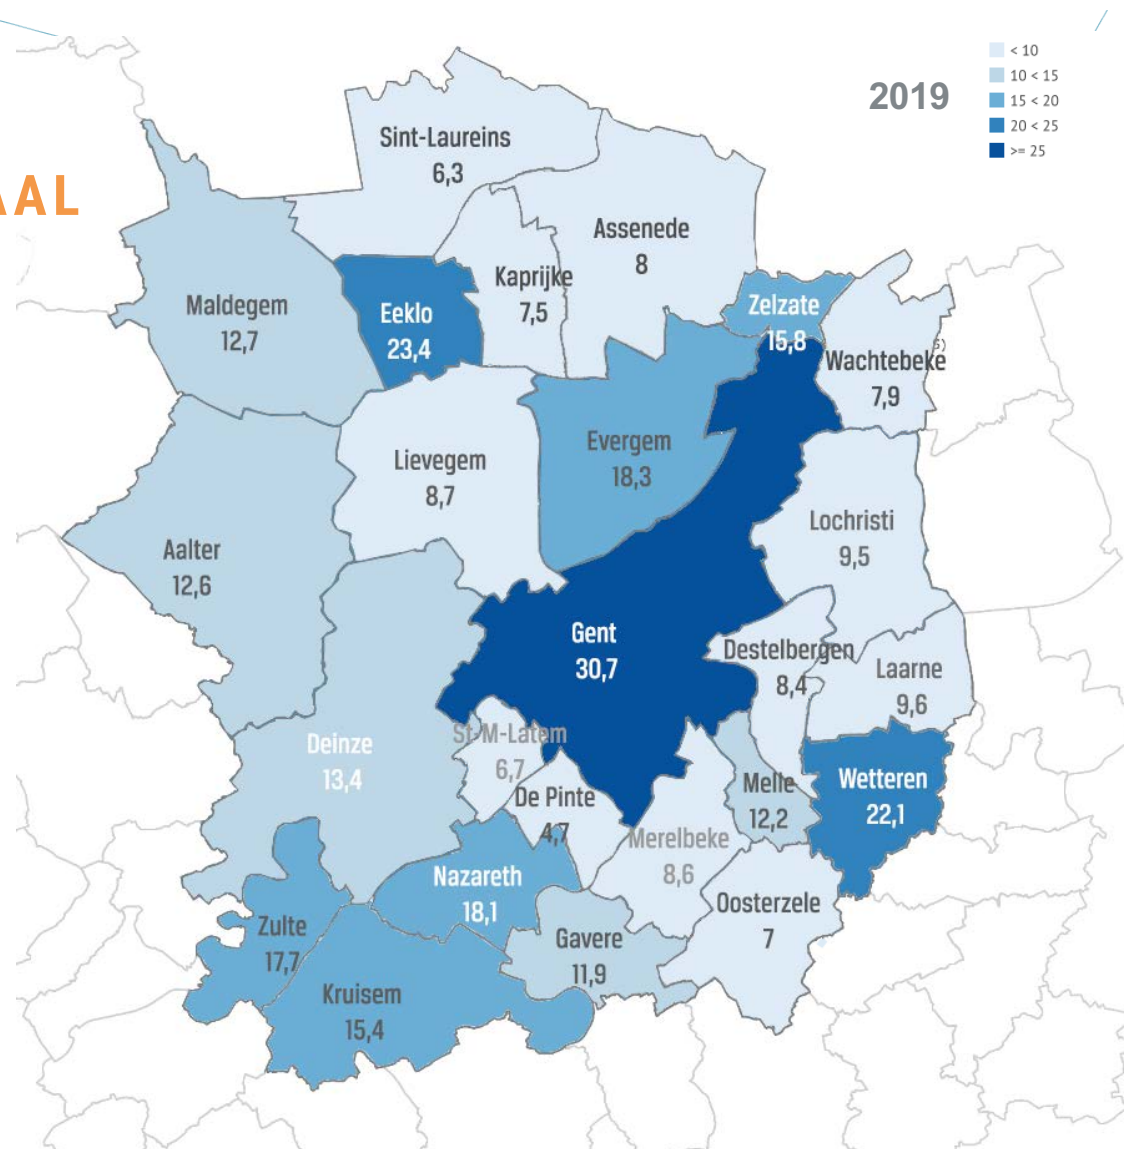 2019
< 10
10 < 15
15 < 20
20 < 25
>= 25
AAL
Sint-Laureins
6,3
Assenede
8
Kaprijke
7,5
Maldegem
12,7
Eeklo
23,4
Zelzate
15,8
Wachtebeke
7,9
Evergem
18,3
Lievegem
8,7
Lochristi
9,5
Aalter
12,6
Gent
30,7
Destelbergen
8,4
Laarne
9,6
Deinze
13,4
St-M-Latem
6,7
De Pinte
4,7
Melle
12,2
Wetteren
22,1
Merelbeke
8,6
Nazareth
18,1
Oosterzele
7
Zulte
17,7
Gavere
11,9
Kruisem
15,4